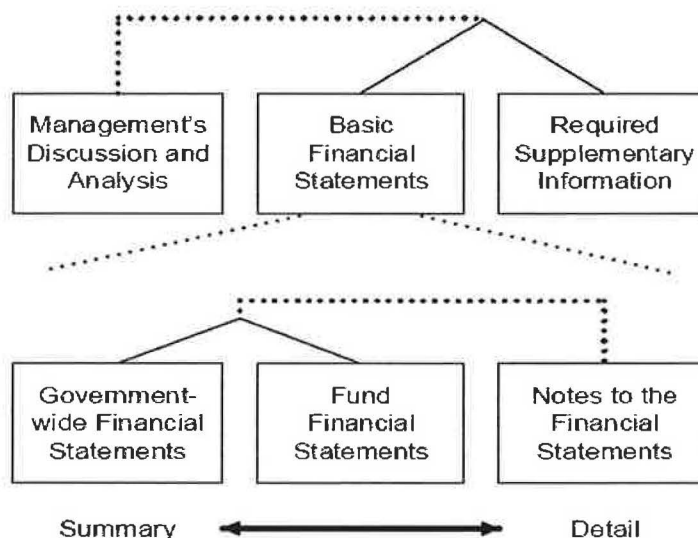 Management's
Discussion and
Analysis
Basic
Financial
Statements
Required
Supplementary
Information
Government-
wide Financial
Statements
Fund
Financial
Statements
Notes to the
Financial
Statements
Summary
Detail